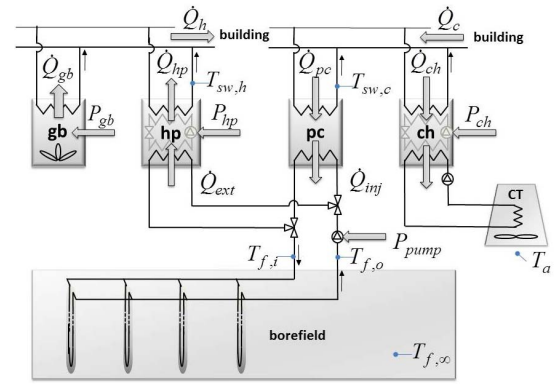 Q̇h
building
Q̇c
building
Q̇gb
Q̇hp
Tsw,h
Q̇pc
Tsw,c
Q̇ch
Pgb
Php
Pch
gb
hp
pc
ch
Q̇ext
Q̇inj
CT
Tf,i
Tf,o
Ppump
Ta
borefield
Tf,∞